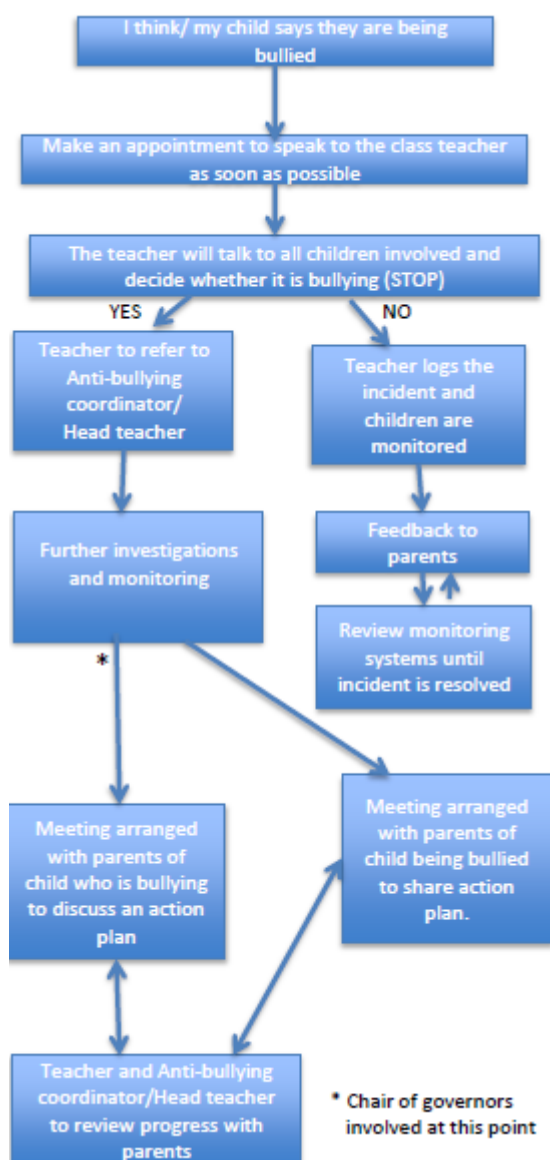 I think/ my child says they are being
bullied
Make an appointment to speak to the class teacher
as soon as possible
The teacher will talk to all children involved and
decide whether it is bullying (STOP)
YES
NO
Teacher to refer to
Anti-bullying
coordinator/
Head teacher
Teacher logs the
incident and
children are
monitored
Further investigations
and monitoring
Feedback to
parents
Review monitoring
systems until
incident is resolved
*
Meeting arranged
with parents of
child who is bullying
to discuss an action
plan
Meeting arranged
with parents of
child being bullied
to share action
plan.
Teacher and Anti-bullying
coordinator/Head teacher
to review progress with
parents
* Chair of governors
involved at this point